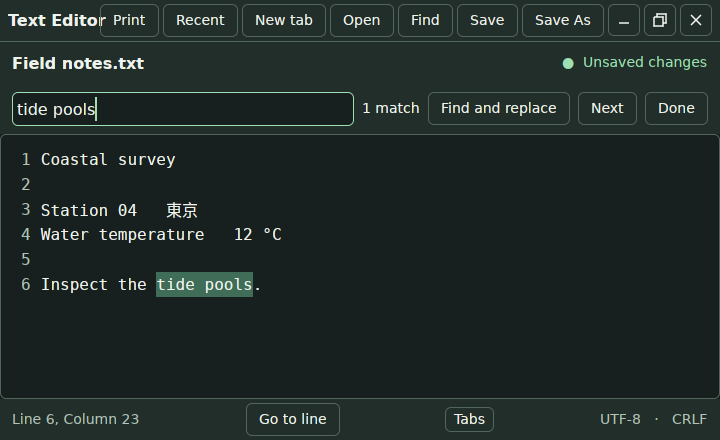 Text Editor Print Recent New tab Open Find Save Save As
Field notes.txt Unsaved changes
tide pools 1 match Find and replace Next Done
1 Coastal survey
2
3 Station 04   東京
4 Water temperature   12 °C
5
6 Inspect the tide pools.
Line 6, Column 23 Go to line Tabs UTF-8 · CRLF